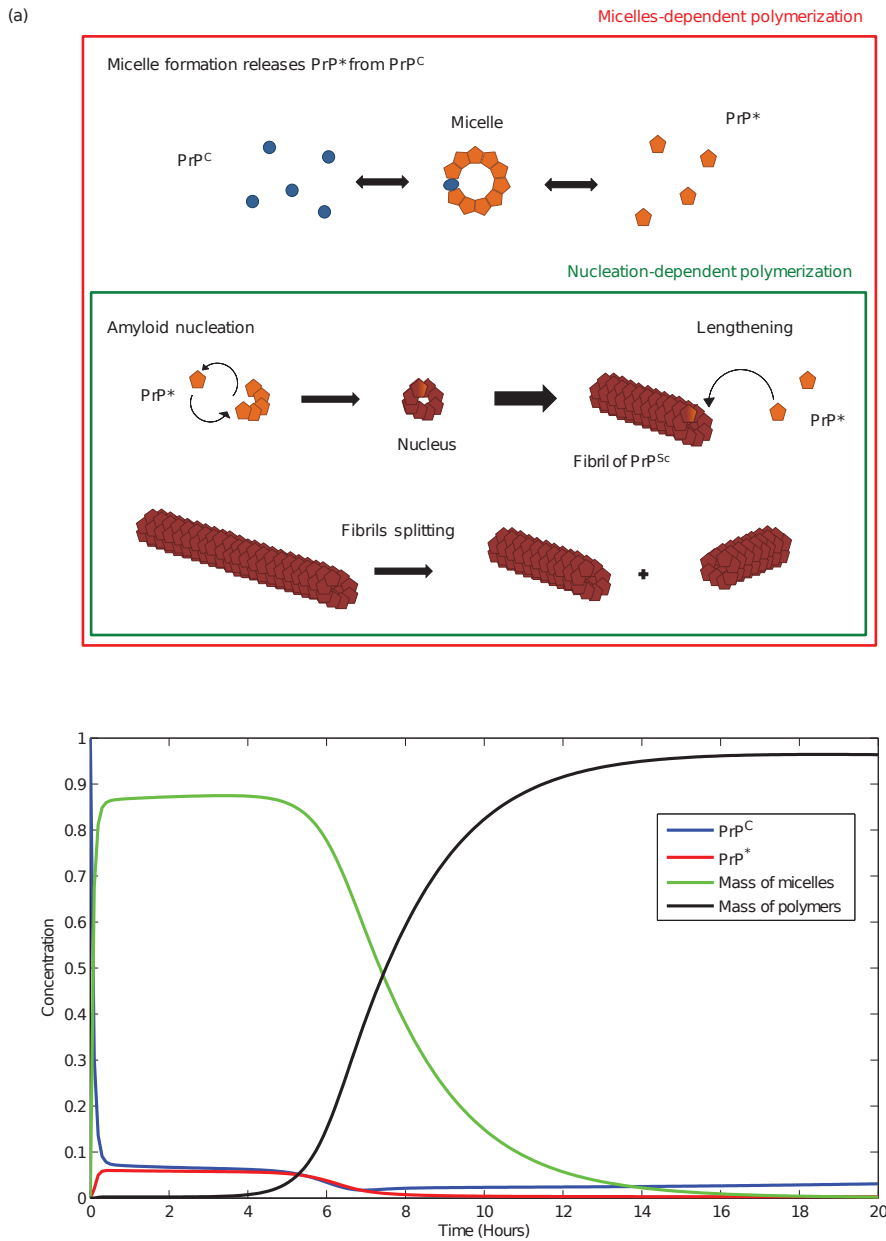 (a)
Micelles-dependent polymerization
Micelle formation releases PrP* from PrP^C
Micelle
PrP^C
PrP*
Nucleation-dependent polymerization
Amyloid nucleation
Lengthening
PrP*
Nucleus
Fibril of PrP^Sc
PrP*
Fibrils splitting
+
1
0.9
0.8
0.7
0.6
0.5
0.4
0.3
0.2
0.1
0
Concentration
PrP^C
PrP^*
Mass of micelles
Mass of polymers
0 2 4 6 8 10 12 14 16 18 20
Time (Hours)